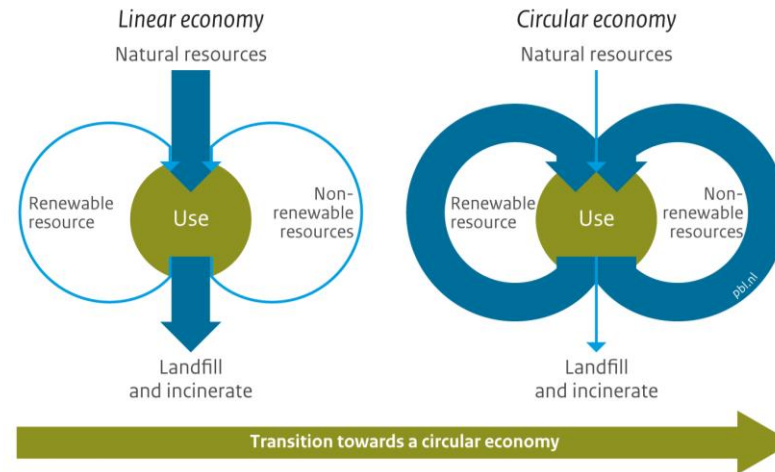 Linear economy
Natural resources
Renewable
resource
Use
Non-
renewable
resources
Landfill
and incinerate
Circular economy
Natural resources
Renewable
resource
Use
Non-
renewable
resources
pbl.nl
Landfill
and incinerate
Transition towards a circular economy